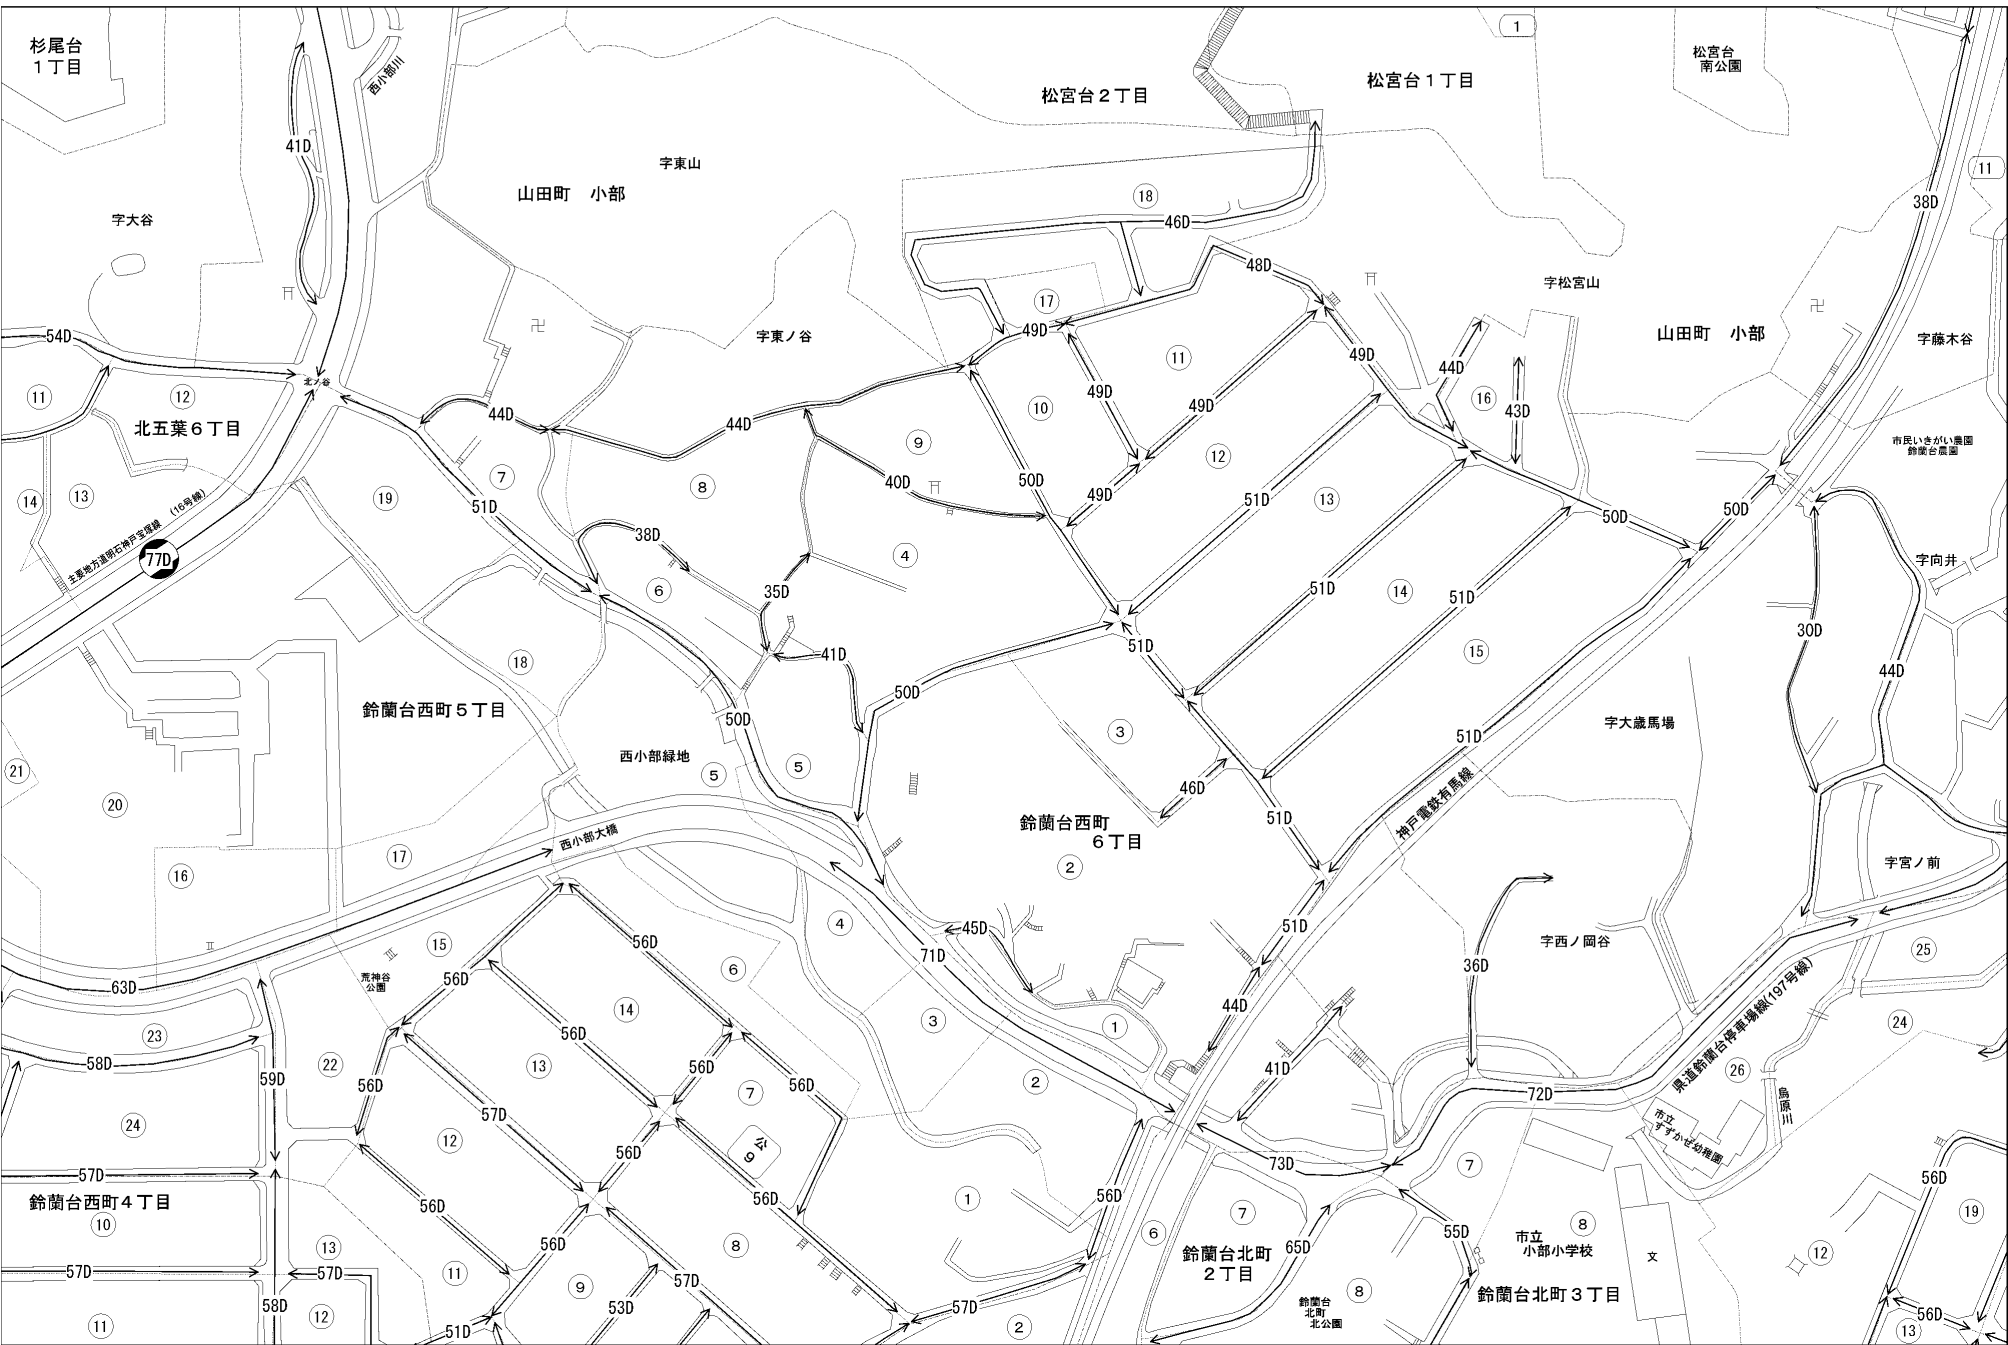 杉尾台
１丁目
西小部川
1
松宮台２丁目
松宮台１丁目
松宮台
南公園
41D
字東山
山田町　小部
18
11
38D
字大谷
46D
48D
字松宮山
17
49D
54D
字東ノ谷
山田町　小部
字藤木谷
11
49D
44D
北ノ谷
11
12
49D
49D
16
43D
10
44D
44D
北五葉６丁目
9
12
市民いきがい農園
鈴蘭台農園
7
8
40D
50D
49D
51D
13
50D
50D
14
13
主要地方道明石神戸宝塚線　(16号線)
19
51D
38D
4
77D
6
35D
51D
14
51D
字向井
30D
18
41D
51D
15
44D
鈴蘭台西町５丁目
50D
50D
3
字大歳馬場
西小部緑地
5
5
46D
51D
21
20
鈴蘭台西町
６丁目
51D
神戸電鉄有馬線
西小部大橋
17
16
2
字宮ノ前
15
4
45D
51D
56D
71D
字西ノ岡谷
25
荒神谷
公園
56D
6
36D
63D
14
3
44D
23
56D
1
24
58D
59D
22
56D
13
56D
56D
2
41D
県道鈴蘭台停車場線(197号線)
26
7
72D
57D
烏原川
市立
すずかぜ幼稚園
24
12
公
9
56D
73D
7
57D
56D
56D
56D
1
56D
鈴蘭台西町４丁目
10
6
7
55D
8
19
13
56D
8
65D
市立
小部小学校
文
12
鈴蘭台北町
２丁目
57D
57D
11
9
57D
53D
58D
12
57D
8
鈴蘭台
北町
北公園
鈴蘭台北町３丁目
11
51D
2
56D
13